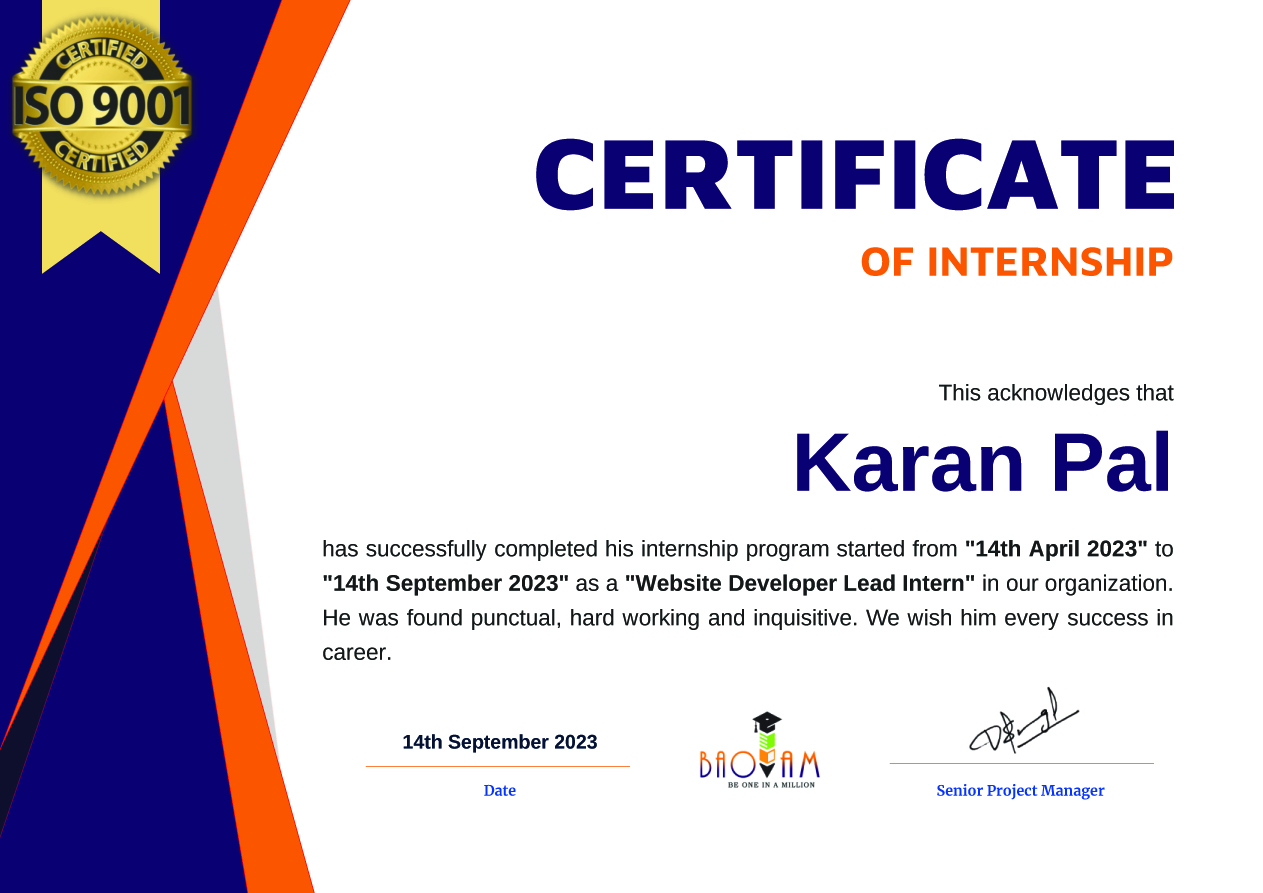 CERTIFIED
ISO 9001
CERTIFIED
CERTIFICATE
OF INTERNSHIP
This acknowledges that
Karan Pal
has successfully completed his internship program started from "14th April 2023" to
"14th September 2023" as a "Website Developer Lead Intern" in our organization.
He was found punctual, hard working and inquisitive. We wish him every success in
career.
14th September 2023
Date
BAOVAM
BE ONE IN A MILLION
Senior Project Manager